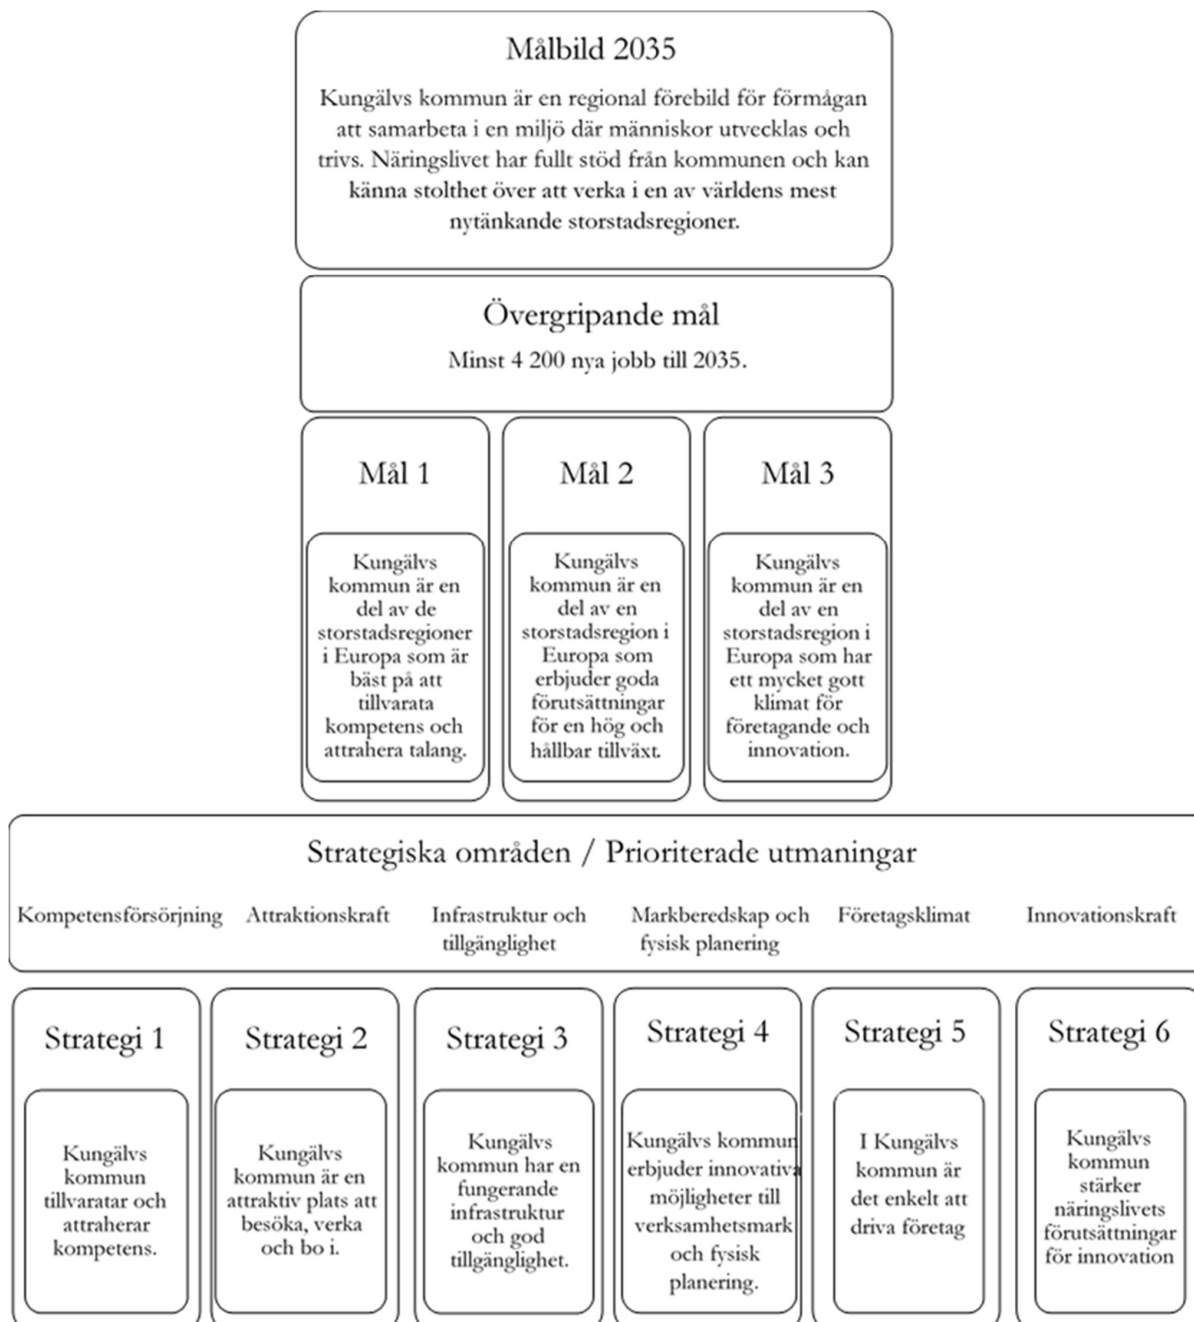 Målbild 2035
Kungälvs kommun är en regional förebild för förmågan
att samarbeta i en miljö där människor utvecklas och
trivs. Näringslivet har fullt stöd från kommunen och kan
känna stolthet över att verka i en av världens mest
nytänkande storstadsregioner.
Övergripande mål
Minst 4 200 nya jobb till 2035.
Mål 1
Kungälvs
kommun är en
del av de
storstadsregioner
i Europa som är
bäst på att
tillvarata
kompetens och
attrahera talang.
Mål 2
Kungälvs
kommun är en
del av en
storstadsregion i
Europa som
erbjuder goda
förutsättningar
för en hög och
hållbar tillväxt.
Mål 3
Kungälvs
kommun är en
del av en
storstadsregion i
Europa som har
ett mycket gott
klimat för
företagande och
innovation.
Strategiska områden / Prioriterade utmaningar
Kompetensförsörjning
Attraktionskraft
Infrastruktur och
tillgänglighet
Markberedskap och
fysisk planering
Företagsklimat
Innovationskraft
Strategi 1
Kungälvs
kommun
tillvaratar och
attraherar
kompetens.
Strategi 2
Kungälvs
kommun är en
attraktiv plats att
besöka, verka
och bo i.
Strategi 3
Kungälvs
kommun har en
fungerande
infrastruktur
och god
tillgänglighet.
Strategi 4
Kungälvs kommun
erbjuder innovativa
möjligheter till
verksamhetsmark
och fysisk
planering.
Strategi 5
I Kungälvs
kommun är
det enkelt att
driva företag
Strategi 6
Kungälvs
kommun
stärker
näringslivets
förutsättningar
för innovation